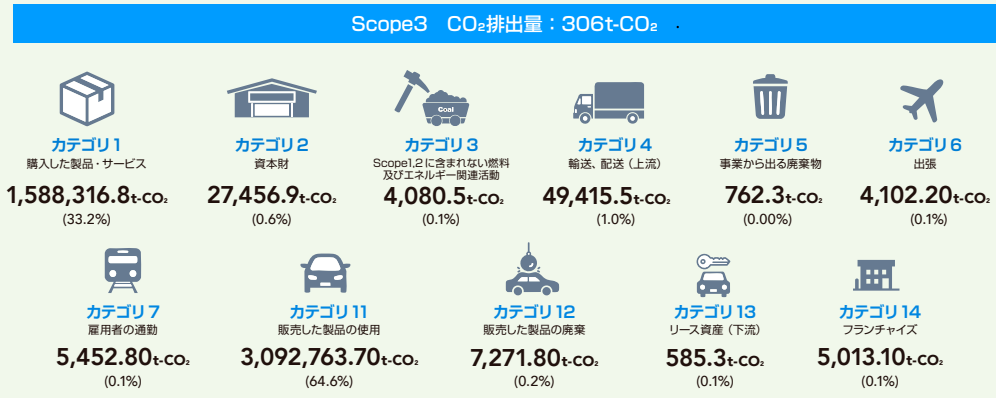 Scope3 CO₂排出量：306t-CO₂
Coal
カテゴリ1
購入した製品・サービス
1,588,316.8t-CO₂
(33.2%)
カテゴリ2
資本財
27,456.9t-CO₂
(0.6%)
カテゴリ3
Scope1,2に含まれない燃料
及びエネルギー関連活動
4,080.5t-CO₂
(0.1%)
カテゴリ4
輸送、配送（上流）
49,415.5t-CO₂
(1.0%)
カテゴリ5
事業から出る廃棄物
762.3t-CO₂
(0.00%)
カテゴリ6
出張
4,102.20t-CO₂
(0.1%)
カテゴリ7
雇用者の通勤
5,452.80t-CO₂
(0.1%)
カテゴリ11
販売した製品の使用
3,092,763.70t-CO₂
(64.6%)
カテゴリ12
販売した製品の廃棄
7,271.80t-CO₂
(0.2%)
カテゴリ13
リース資産（下流）
585.3t-CO₂
(0.1%)
カテゴリ14
フランチャイズ
5,013.10t-CO₂
(0.1%)